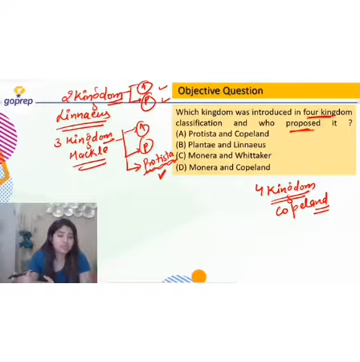 goprep
2 Kingdom
Linnaeus
A
P
3 Kingdom
Hackle
A
P
Protista
Objective Question
Which kingdom was introduced in four kingdom
classification and who proposed it ?
(A) Protista and Copeland
(B) Plantae and Linnaeus
(C) Monera and Whittaker
(D) Monera and Copeland
4 Kingdom
Copeland